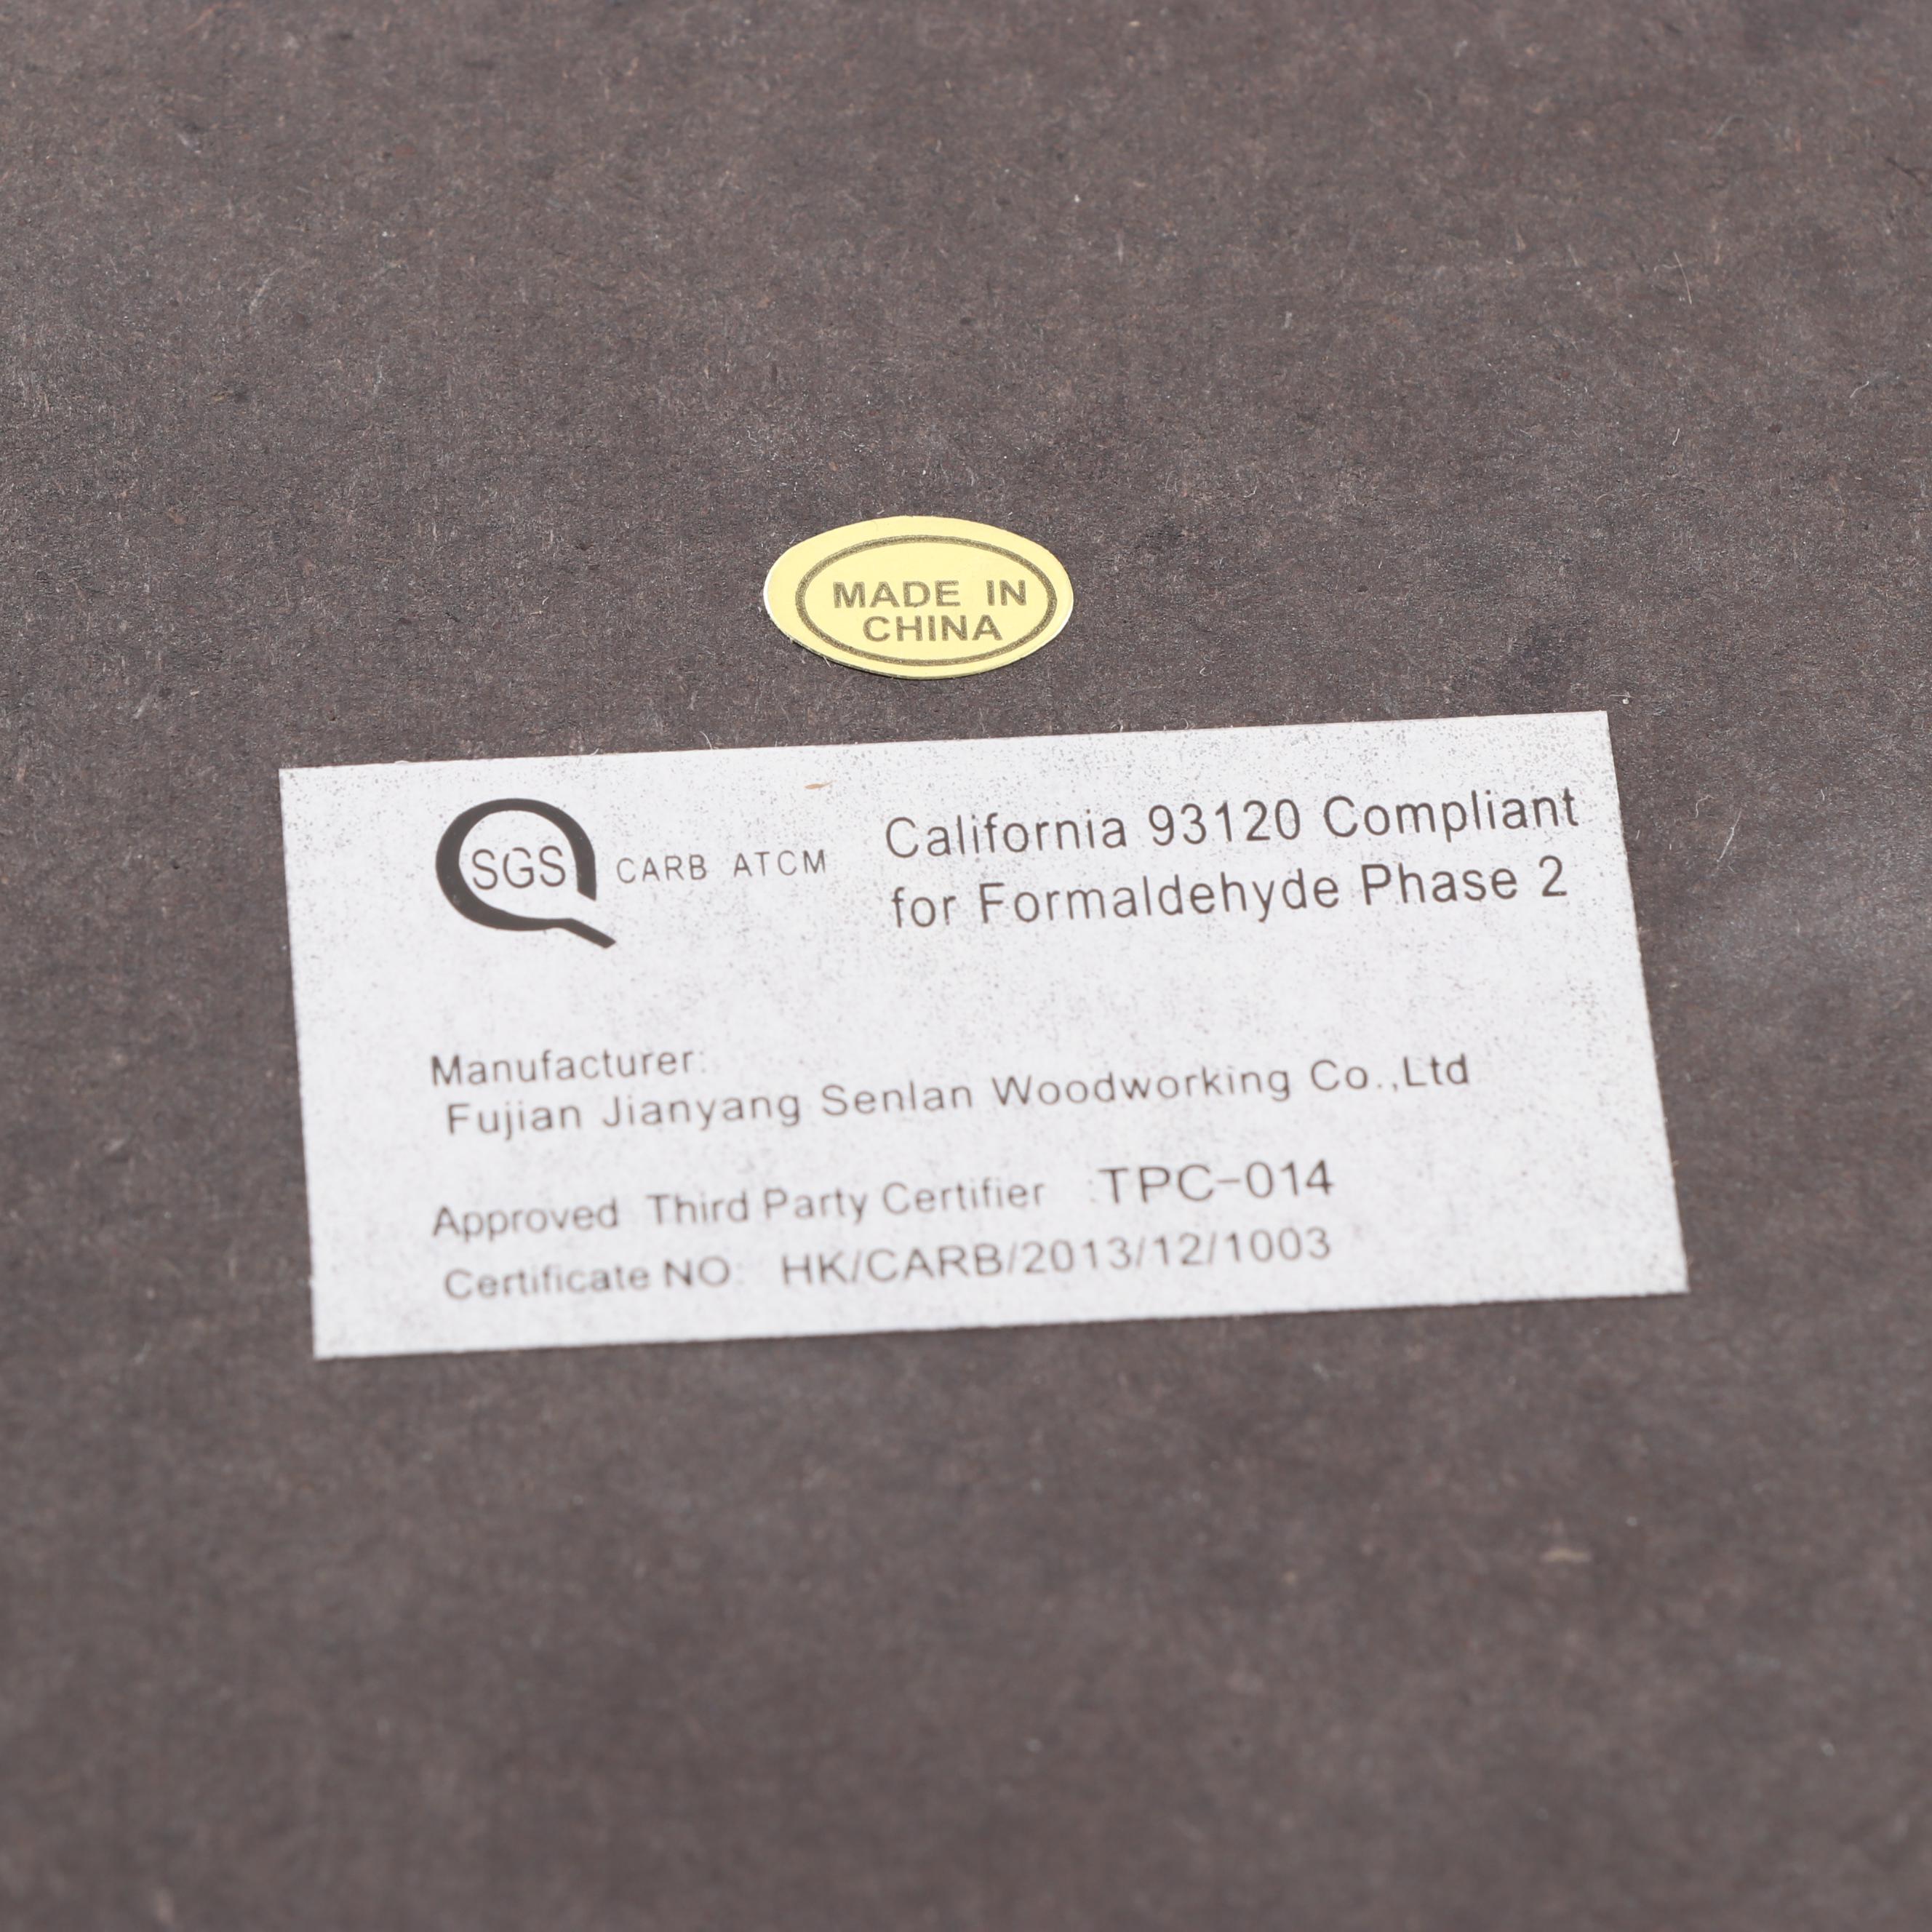 MADE IN
CHINA
SGS CARB ATCM
California 93120 Compliant
for Formaldehyde Phase 2
Manufacturer:
Fujian Jianyang Senlan Woodworking Co.,Ltd
Approved Third Party Certifier :TPC-014
Certificate NO: HK/CARB/2013/12/1003